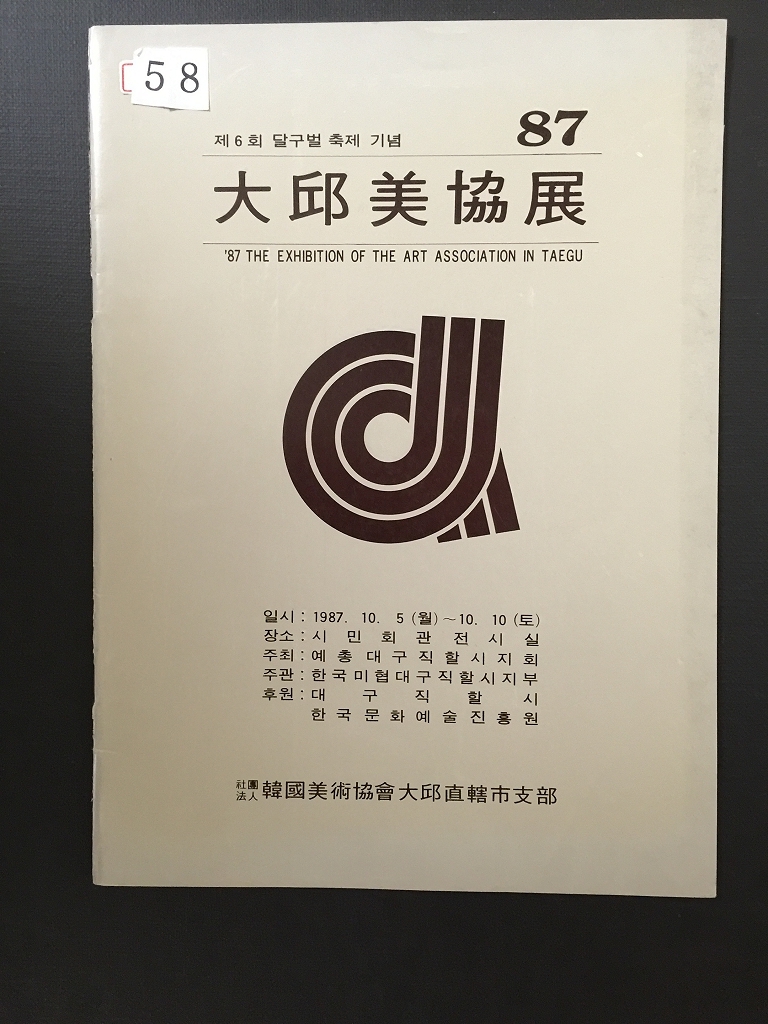 58
제6회 달구벌 축제 기념 87
大邱美協展
'87 THE EXHIBITION OF THE ART ASSOCIATION IN TAEGU
일시 : 1987. 10. 5 (월) ~ 10. 10 (토)
장소 : 시민회관전시실
주최 : 예총대구직할시지회
주관 : 한국미협대구직할시지부
후원 : 대구직할시
한국문화예술진흥원
社團法人 韓國美術協會大邱直轄市支部